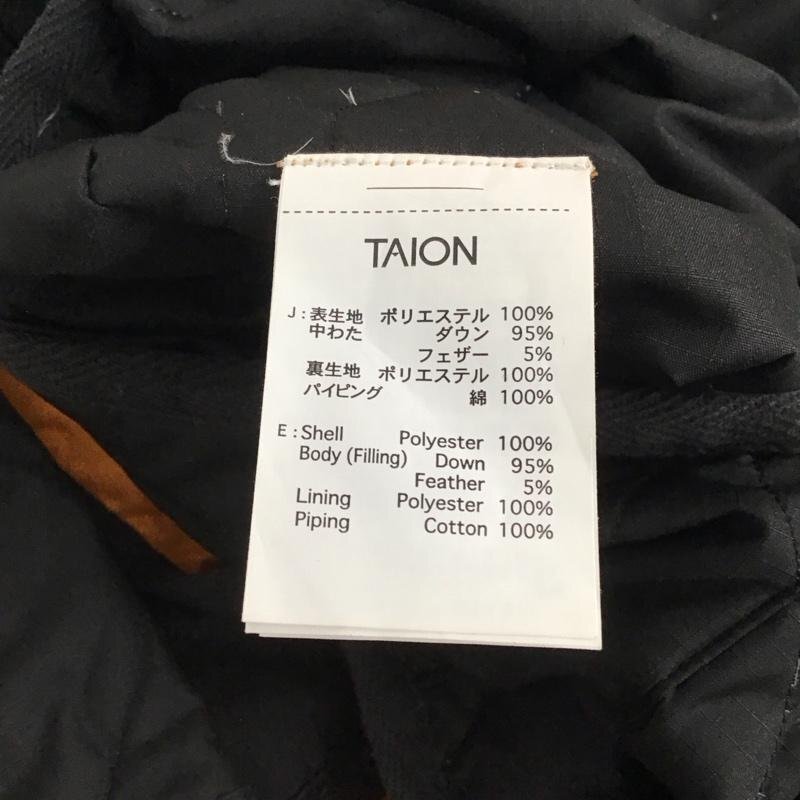 TAION
J:表生地 ポリエステル 100%
中わた ダウン 95%
フェザー 5%
裏生地 ポリエステル 100%
パイピング 綿 100%
E:Shell Polyester 100%
Body (Filling) Down 95%
Feather 5%
Lining Polyester 100%
Piping Cotton 100%